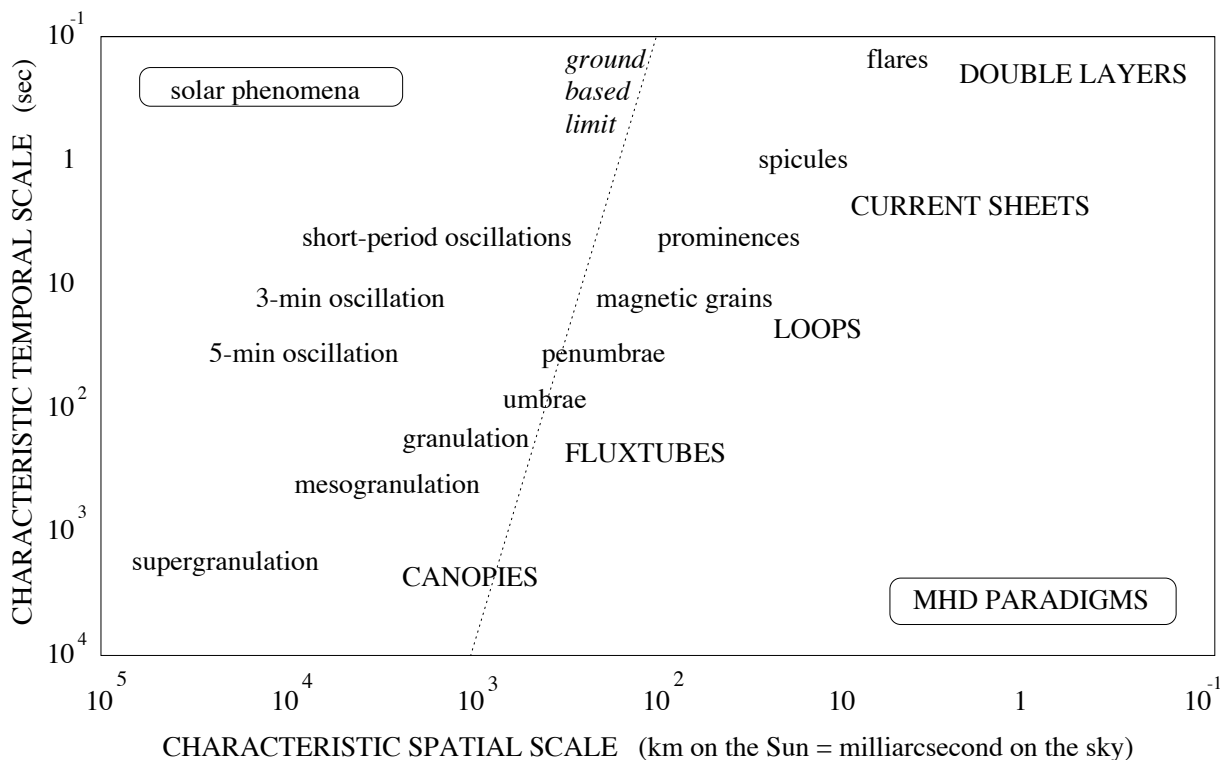 CHARACTERISTIC TEMPORAL SCALE (sec)
10^-1
1
10
10^2
10^3
10^4
solar phenomena
ground
based
limit
flares
DOUBLE LAYERS
spicules
CURRENT SHEETS
short-period oscillations
prominences
3-min oscillation
magnetic grains
LOOPS
5-min oscillation
penumbrae
umbrae
granulation
FLUXTUBES
mesogranulation
supergranulation
CANOPIES
MHD PARADIGMS
10^5 10^4 10^3 10^2 10 1 10^-1
CHARACTERISTIC SPATIAL SCALE (km on the Sun = milliarcsecond on the sky)